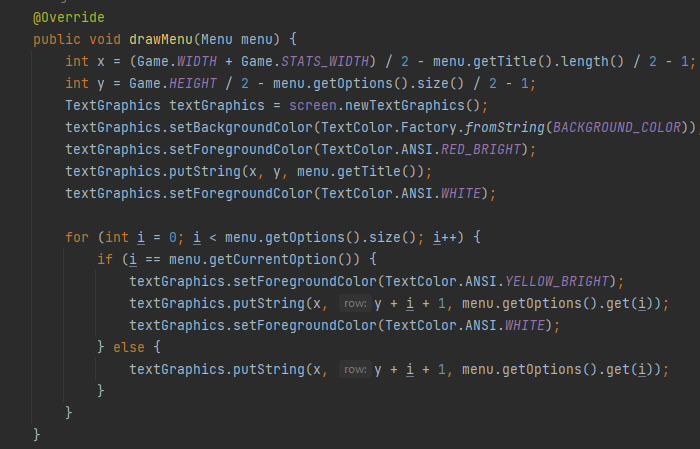 @Override
public void drawMenu(Menu menu) {
    int x = (Game.WIDTH + Game.STATS_WIDTH) / 2 - menu.getTitle().length() / 2 - 1;
    int y = Game.HEIGHT / 2 - menu.getOptions().size() / 2 - 1;
    TextGraphics textGraphics = screen.newTextGraphics();
    textGraphics.setBackgroundColor(TextColor.Factory.fromString(BACKGROUND_COLOR))
    textGraphics.setForegroundColor(TextColor.ANSI.RED_BRIGHT);
    textGraphics.putString(x, y, menu.getTitle());
    textGraphics.setForegroundColor(TextColor.ANSI.WHITE);

    for (int i = 0; i < menu.getOptions().size(); i++) {
        if (i == menu.getCurrentOption()) {
            textGraphics.setForegroundColor(TextColor.ANSI.YELLOW_BRIGHT);
            textGraphics.putString(x, row: y + i + 1, menu.getOptions().get(i));
            textGraphics.setForegroundColor(TextColor.ANSI.WHITE);
        } else {
            textGraphics.putString(x, row: y + i + 1, menu.getOptions().get(i));
        }
    }
}